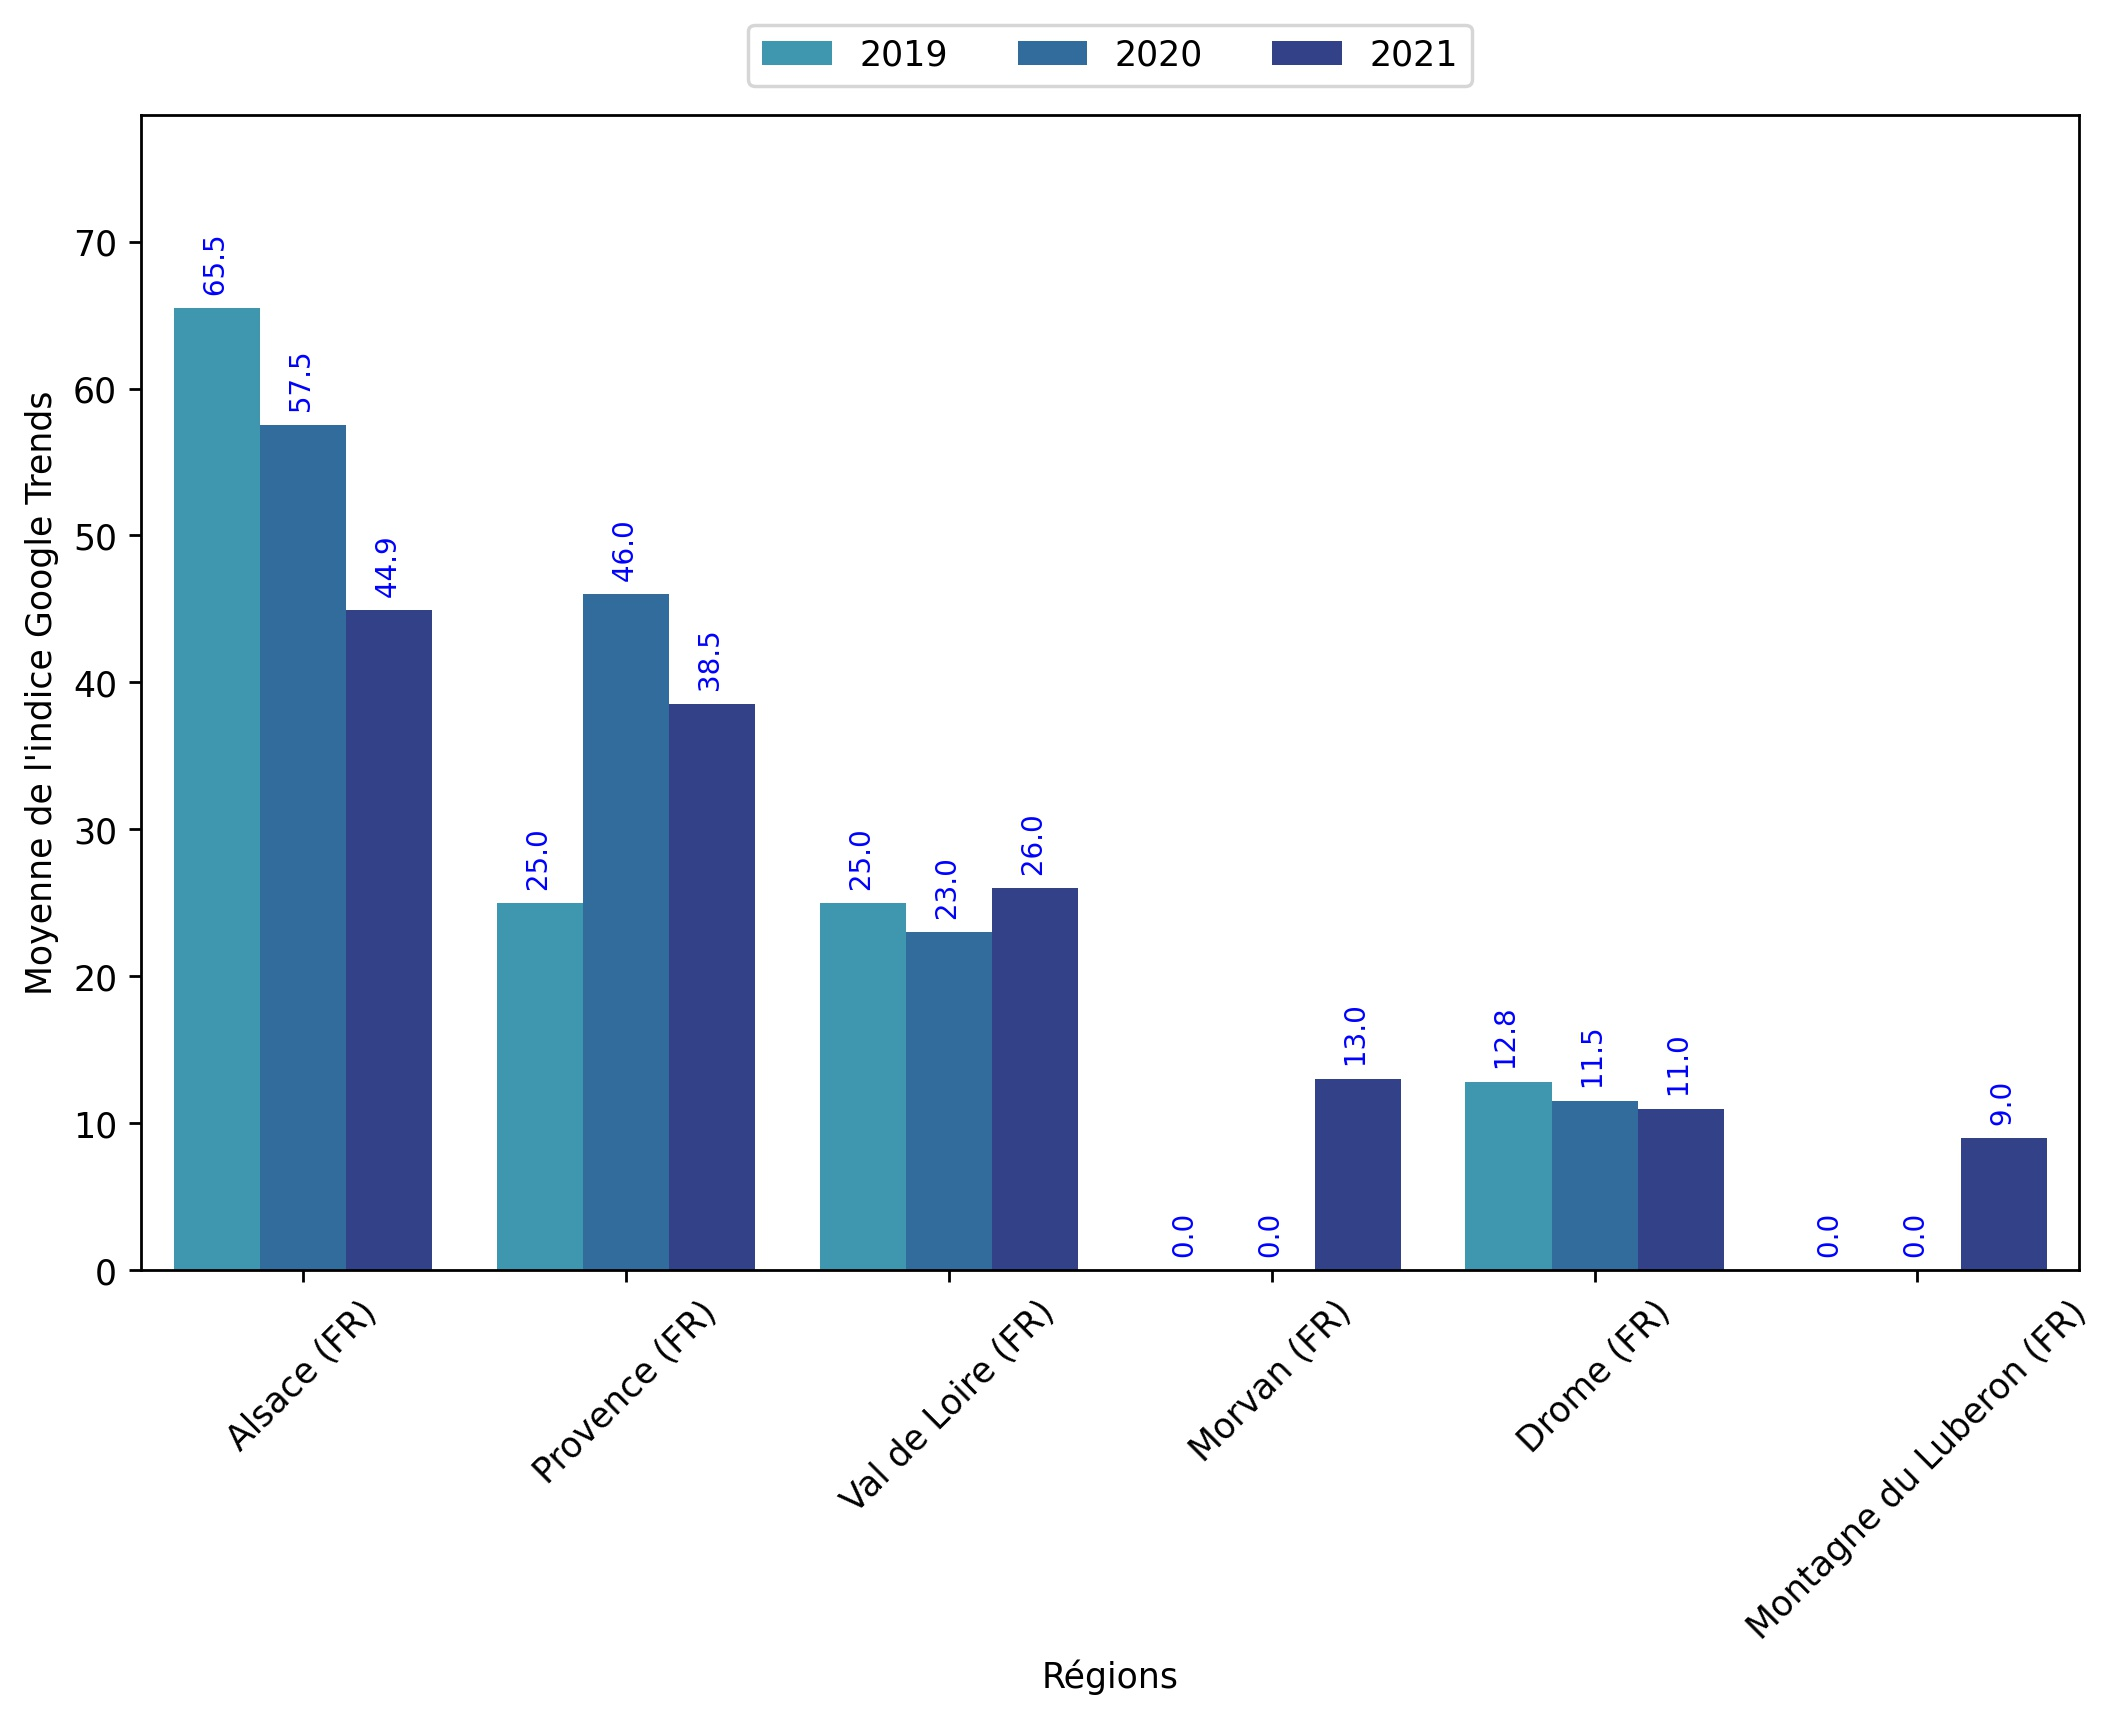 2019 2020 2021
Moyenne de l'indice Google Trends
70
60
50
40
30
20
10
0
65.5 57.5 44.9
25.0 46.0 38.5
25.0 23.0 26.0
0.0 0.0 13.0
12.8 11.5 11.0
0.0 0.0 9.0
Alsace (FR)
Provence (FR)
Val de Loire (FR)
Morvan (FR)
Drome (FR)
Montagne du Luberon (FR)
Régions